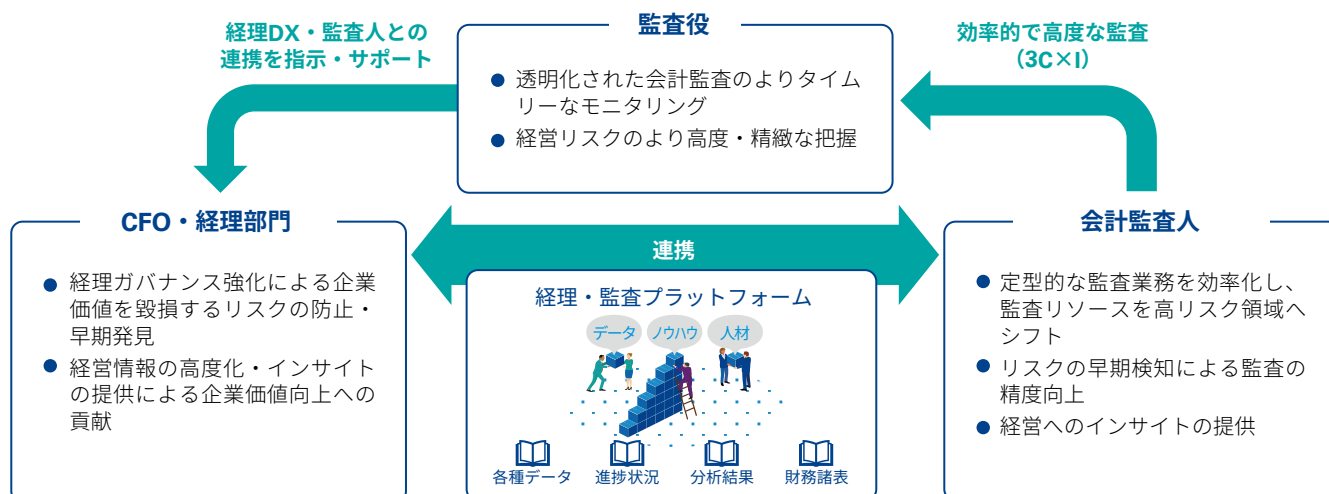 経理DX・監査人との
連携を指示・サポート
監査役
透明化された会計監査のよりタイム
リーなモニタリング
経営リスクのより高度・精緻な把握
効率的で高度な監査
（3C×I）
CFO・経理部門
経理ガバナンス強化による企業
価値を毀損するリスクの防止・
早期発見
経営情報の高度化・インサイト
の提供による企業価値向上への
貢献
連携
経理・監査プラットフォーム
データ
ノウハウ
人材
各種データ
進捗状況
分析結果
財務諸表
会計監査人
定型的な監査業務を効率化し、
監査リソースを高リスク領域へ
シフト
リスクの早期検知による監査の
精度向上
経営へのインサイトの提供